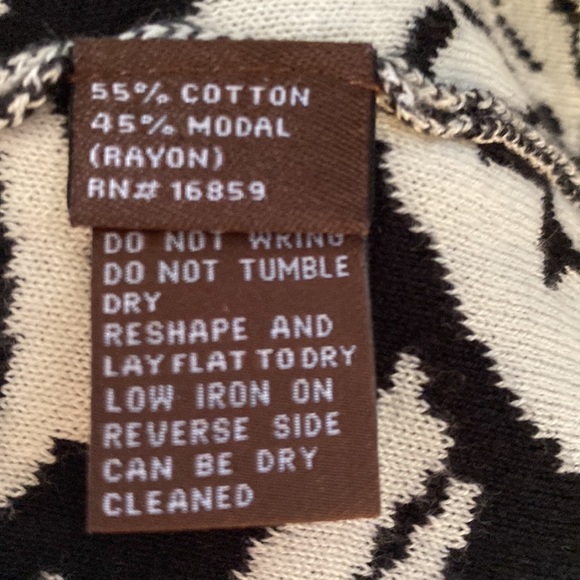 55% COTTON
45% MODAL
(RAYON)
RN# 16859
DO NOT WRING
DO NOT TUMBLE
DRY
RESHAPE AND
LAY FLAT TO DRY
LOW IRON ON
REVERSE SIDE
CAN BE DRY
CLEANED